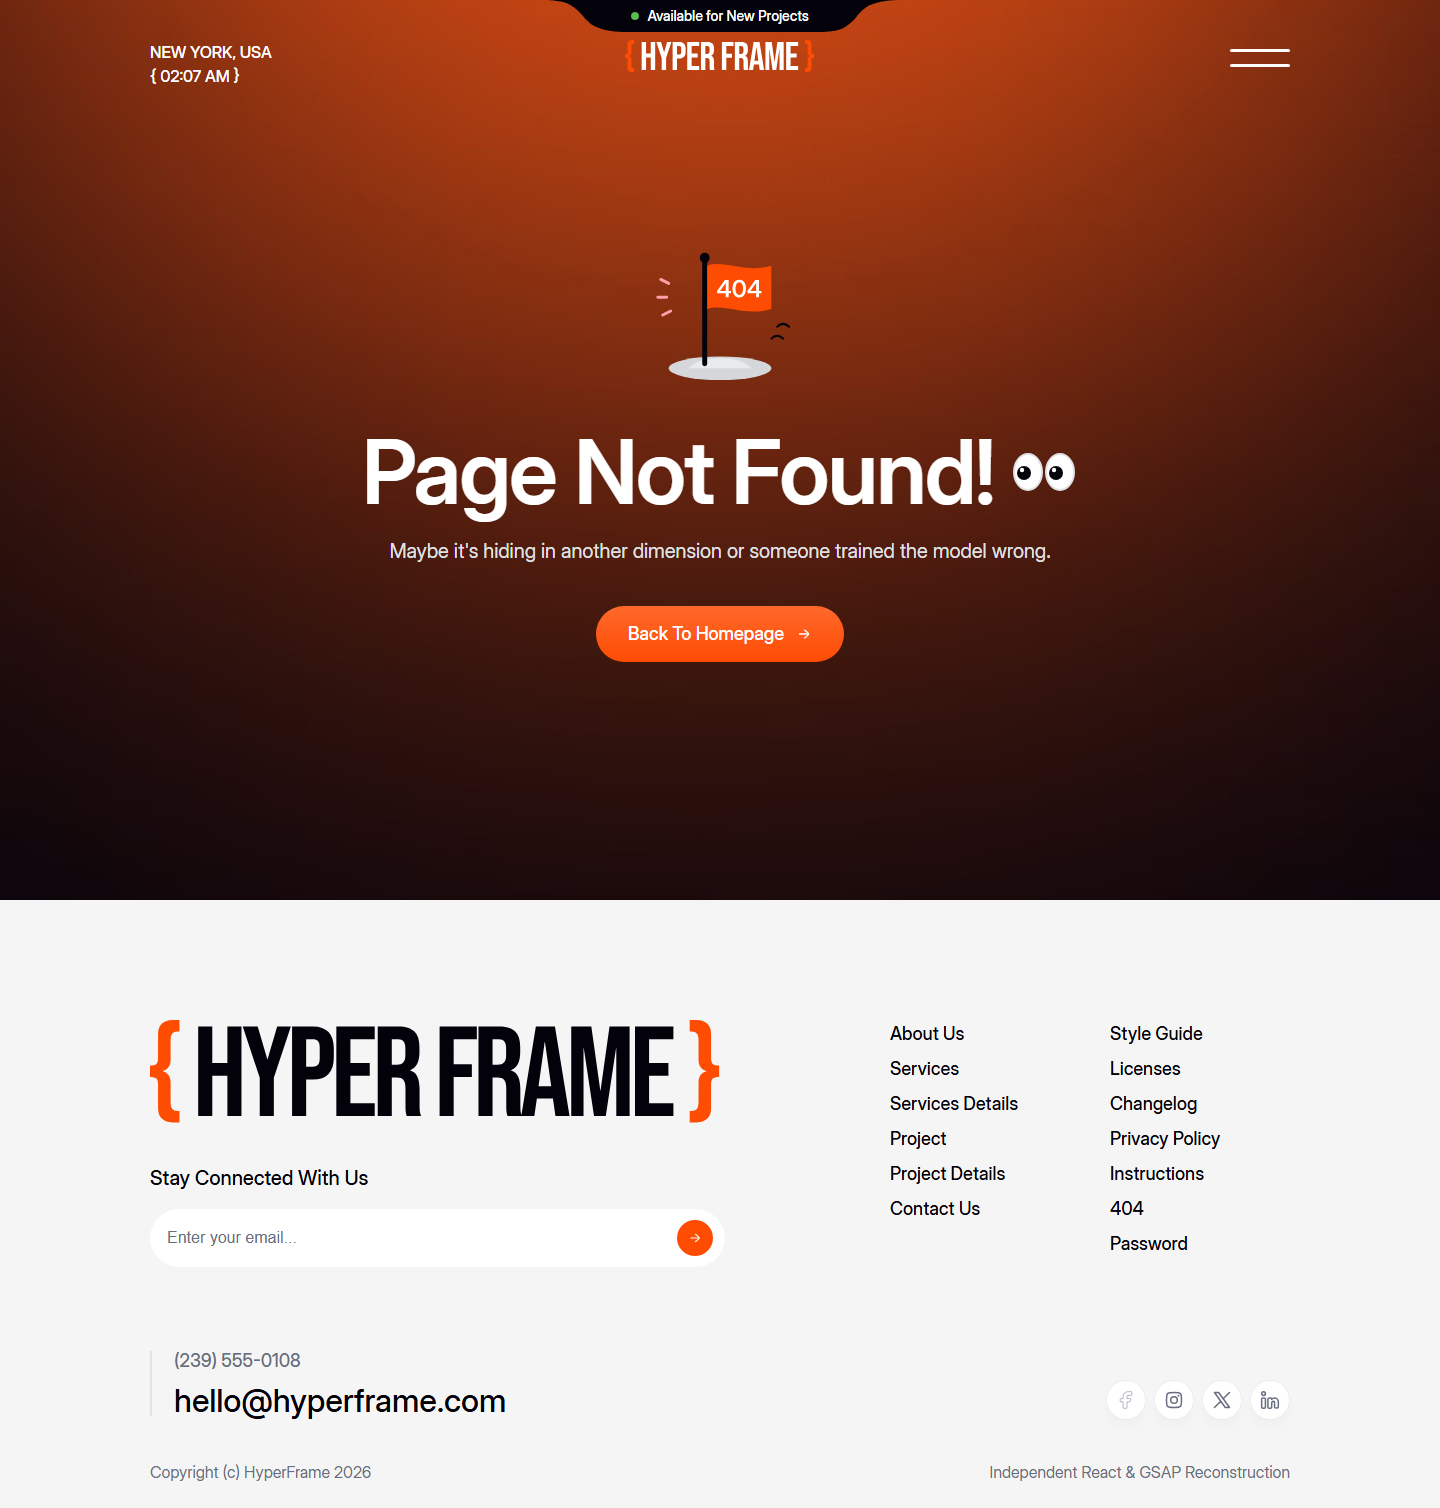 Available for New Projects
NEW YORK, USA
{ 02:07 AM }
{ HYPER FRAME }
404
Page Not Found! 👀
Maybe it's hiding in another dimension or someone trained the model wrong.
Back To Homepage →
{ HYPER FRAME }
Stay Connected With Us
Enter your email...
About Us
Services
Services Details
Project
Project Details
Contact Us
Style Guide
Licenses
Changelog
Privacy Policy
Instructions
404
Password
(239) 555-0108
hello@hyperframe.com
Copyright (c) HyperFrame 2026
Independent React & GSAP Reconstruction